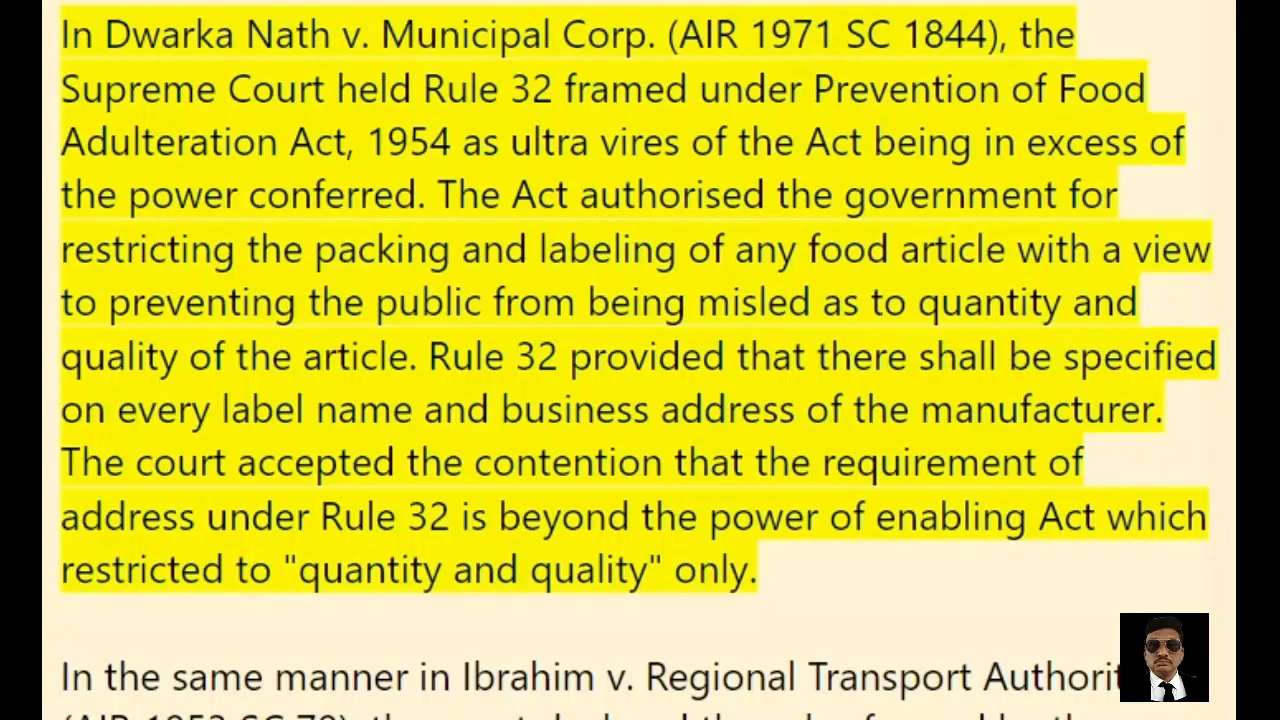 In Dwarka Nath v. Municipal Corp. (AIR 1971 SC 1844), the
Supreme Court held Rule 32 framed under Prevention of Food
Adulteration Act, 1954 as ultra vires of the Act being in excess of
the power conferred. The Act authorised the government for
restricting the packing and labeling of any food article with a view
to preventing the public from being misled as to quantity and
quality of the article. Rule 32 provided that there shall be specified
on every label name and business address of the manufacturer.
The court accepted the contention that the requirement of
address under Rule 32 is beyond the power of enabling Act which
restricted to "quantity and quality" only.
In the same manner in Ibrahim v. Regional Transport